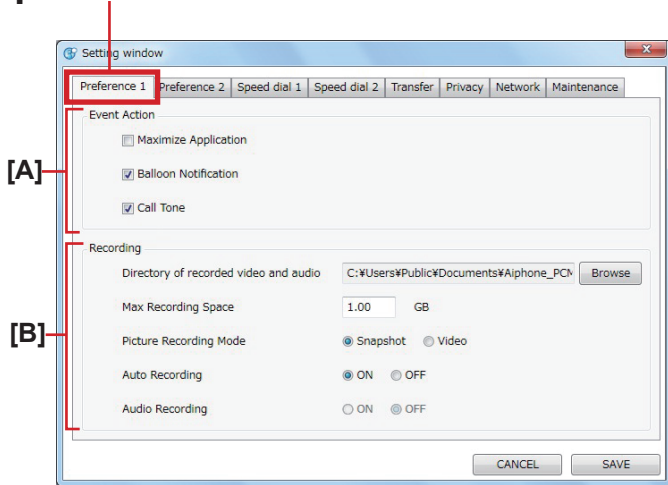 Setting window
Preference 1 Preference 2 Speed dial 1 Speed dial 2 Transfer Privacy Network Maintenance
Event Action
Maximize Application
[A]
Balloon Notification
Call Tone
Recording
Directory of recorded video and audio C:¥Users¥Public¥Documents¥Aiphone_PCM Browse
Max Recording Space 1.00 GB
[B]
Picture Recording Mode Snapshot Video
Auto Recording ON OFF
Audio Recording ON OFF
CANCEL SAVE